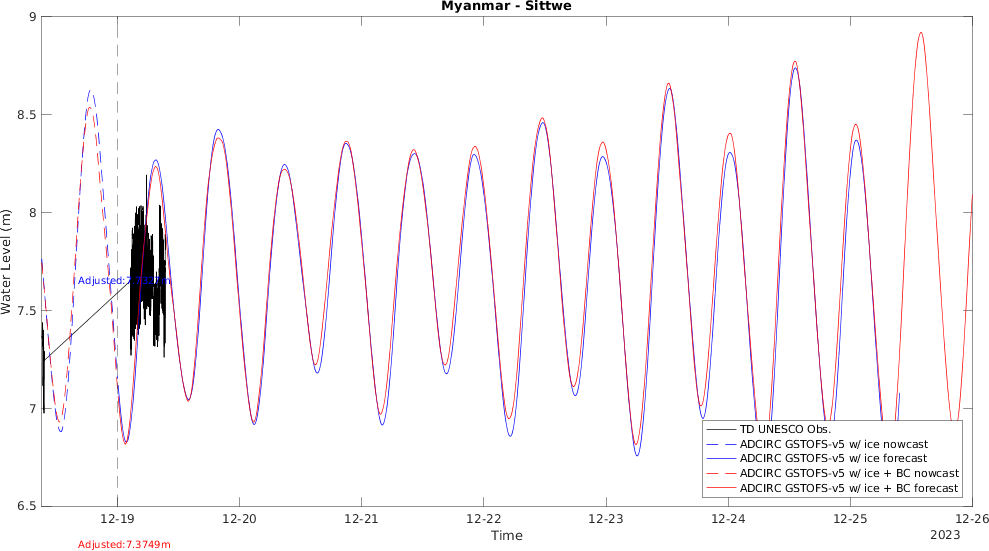 Myanmar - Sittwe
9
8.5
8
7.5
7
6.5
Water Level (m)
TD UNESCO Obs.
ADCIRC GSTOFS-v5 w/ ice nowcast
ADCIRC GSTOFS-v5 w/ ice forecast
ADCIRC GSTOFS-v5 w/ ice + BC nowcast
ADCIRC GSTOFS-v5 w/ ice + BC forecast
12-19 12-20 12-21 12-22 12-23 12-24 12-25 12-26
Time
2023
Adjusted:7.3749m